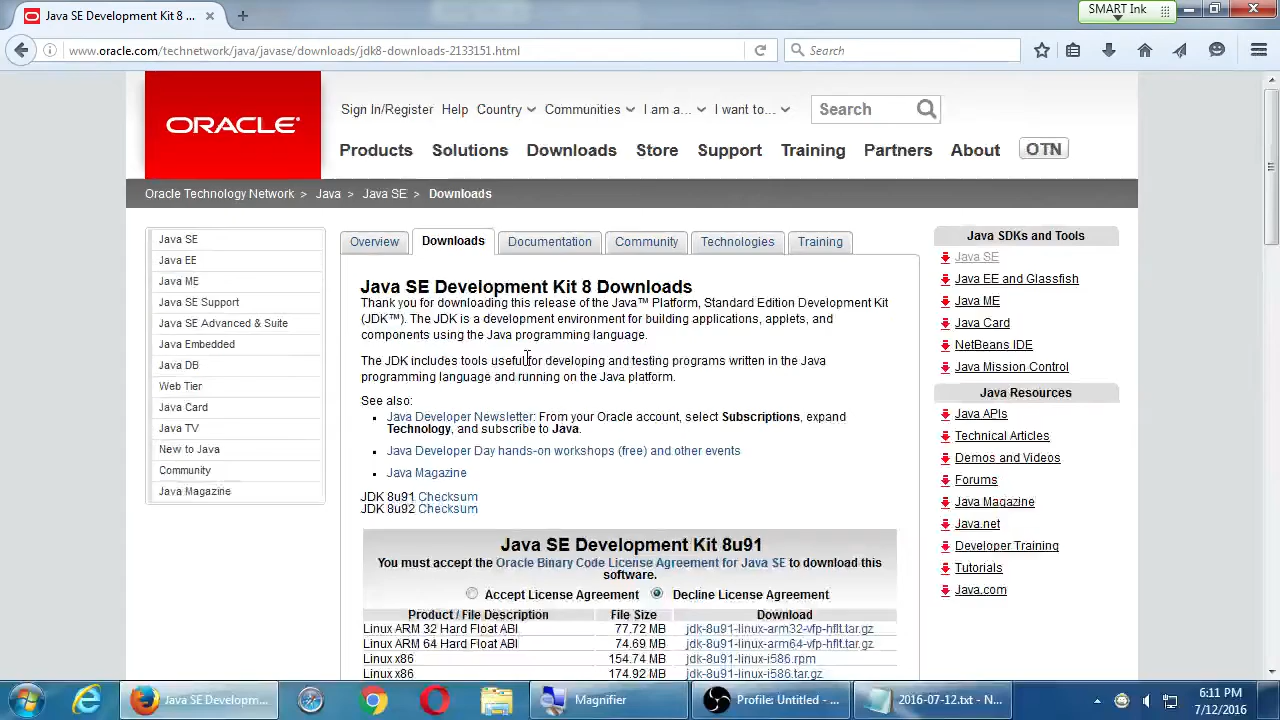 Java SE Development Kit 8 ...
SMART Ink
www.oracle.com/technetwork/java/javase/downloads/jdk8-downloads-2133151.html
Search
ORACLE
Sign In/Register Help Country Communities I am a... I want to... Search
Products Solutions Downloads Store Support Training Partners About OTN
Oracle Technology Network > Java > Java SE > Downloads
Java SE
Java EE
Java ME
Java SE Support
Java SE Advanced & Suite
Java Embedded
Java DB
Web Tier
Java Card
Java TV
New to Java
Community
Java Magazine
Overview Downloads Documentation Community Technologies Training
Java SE Development Kit 8 Downloads
Thank you for downloading this release of the Java™ Platform, Standard Edition Development Kit
(JDK™). The JDK is a development environment for building applications, applets, and
components using the Java programming language.
The JDK includes tools useful for developing and testing programs written in the Java
programming language and running on the Java platform.
See also:
Java Developer Newsletter: From your Oracle account, select Subscriptions, expand
Technology, and subscribe to Java.
Java Developer Day hands-on workshops (free) and other events
Java Magazine
JDK 8u91 Checksum
JDK 8u92 Checksum
Java SE Development Kit 8u91
You must accept the Oracle Binary Code License Agreement for Java SE to download this
software.
Accept License Agreement Decline License Agreement
Product / File Description File Size Download
Linux ARM 32 Hard Float ABI 77.72 MB jdk-8u91-linux-arm32-vfp-hflt.tar.gz
Linux ARM 64 Hard Float ABI 74.69 MB jdk-8u91-linux-arm64-vfp-hflt.tar.gz
Linux x86 154.74 MB jdk-8u91-linux-i586.rpm
Linux x86 174.92 MB jdk-8u91-linux-i586.tar.gz
Java SDKs and Tools
Java SE
Java EE and Glassfish
Java ME
Java Card
NetBeans IDE
Java Mission Control
Java Resources
Java APIs
Technical Articles
Demos and Videos
Forums
Java Magazine
Java.net
Developer Training
Tutorials
Java.com
Java SE Developm...
Magnifier
Profile: Untitled - ...
2016-07-12.txt - N...
6:11 PM
7/12/2016